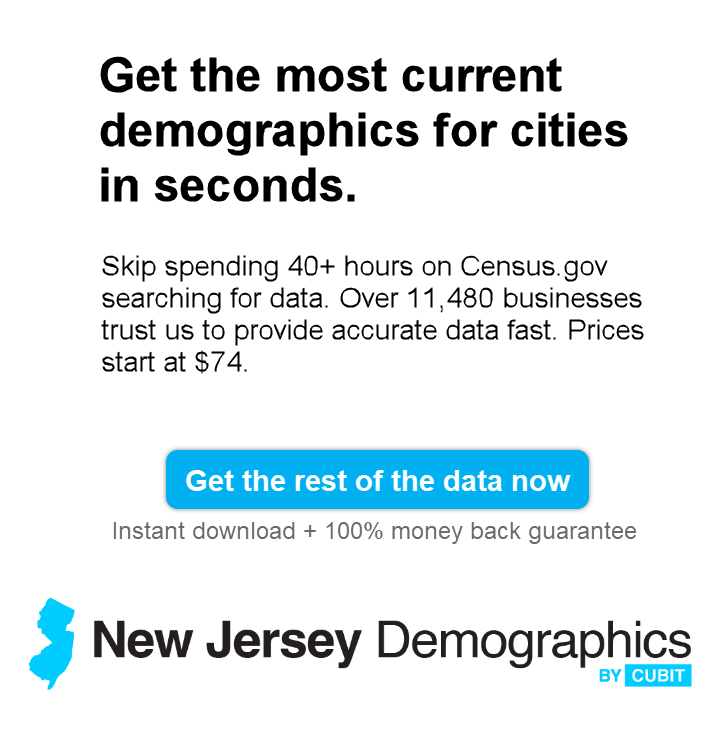 Get the most current
demographics for cities
in seconds.
Skip spending 40+ hours on Census.gov
searching for data. Over 11,480 businesses
trust us to provide accurate data fast. Prices
start at $74.
Get the rest of the data now
Instant download + 100% money back guarantee
New Jersey Demographics
BY CUBIT